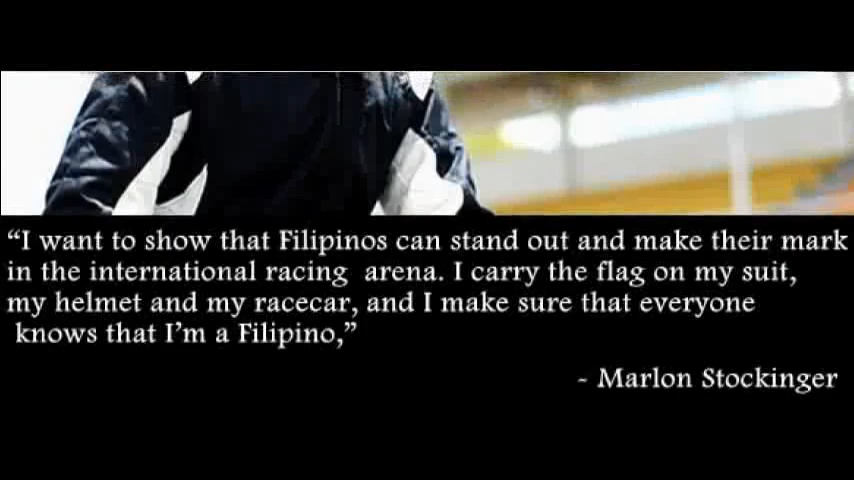 “I want to show that Filipinos can stand out and make their mark
in the international racing  arena. I carry the flag on my suit,
my helmet and my racecar, and I make sure that everyone
knows that I’m a Filipino,”
- Marlon Stockinger